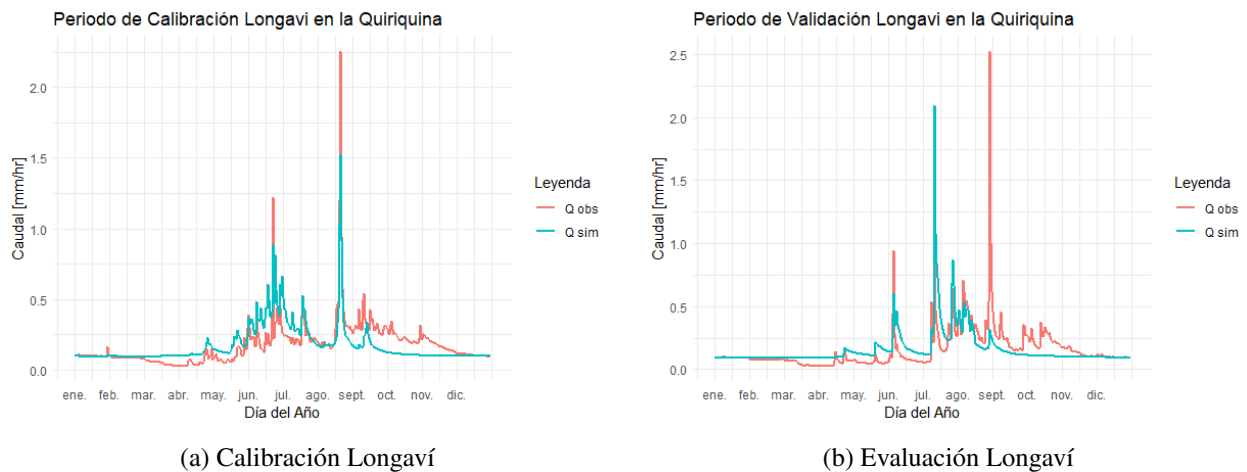 Periodo de Calibración Longavi en la Quiriquina
Caudal [mm/hr]
2.0
1.5
1.0
0.5
0.0
ene. feb. mar. abr. may. jun. jul. ago. sept. oct. nov. dic.
Día del Año
Leyenda
Q obs
Q sim
(a) Calibración Longaví
Periodo de Validación Longavi en la Quiriquina
Caudal [mm/hr]
2.5
2.0
1.5
1.0
0.5
0.0
ene. feb. mar. abr. may. jun. jul. ago. sept. oct. nov. dic.
Día del Año
Leyenda
Q obs
Q sim
(b) Evaluación Longaví